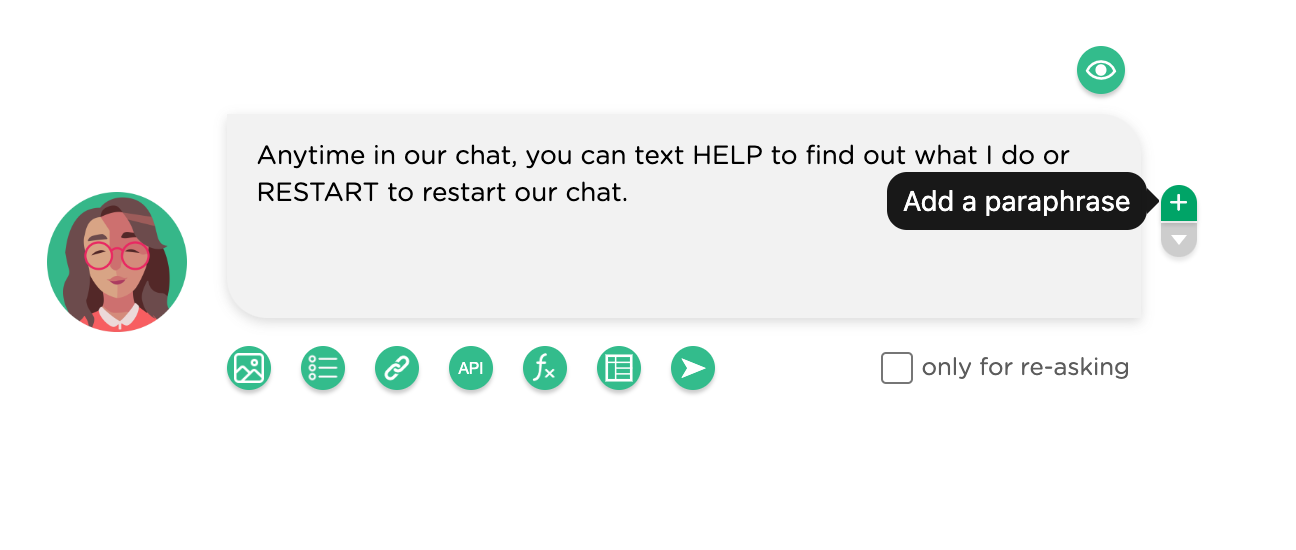 Anytime in our chat, you can text HELP to find out what I do or
RESTART to restart our chat.
Add a paraphrase
API
fx
only for re-asking